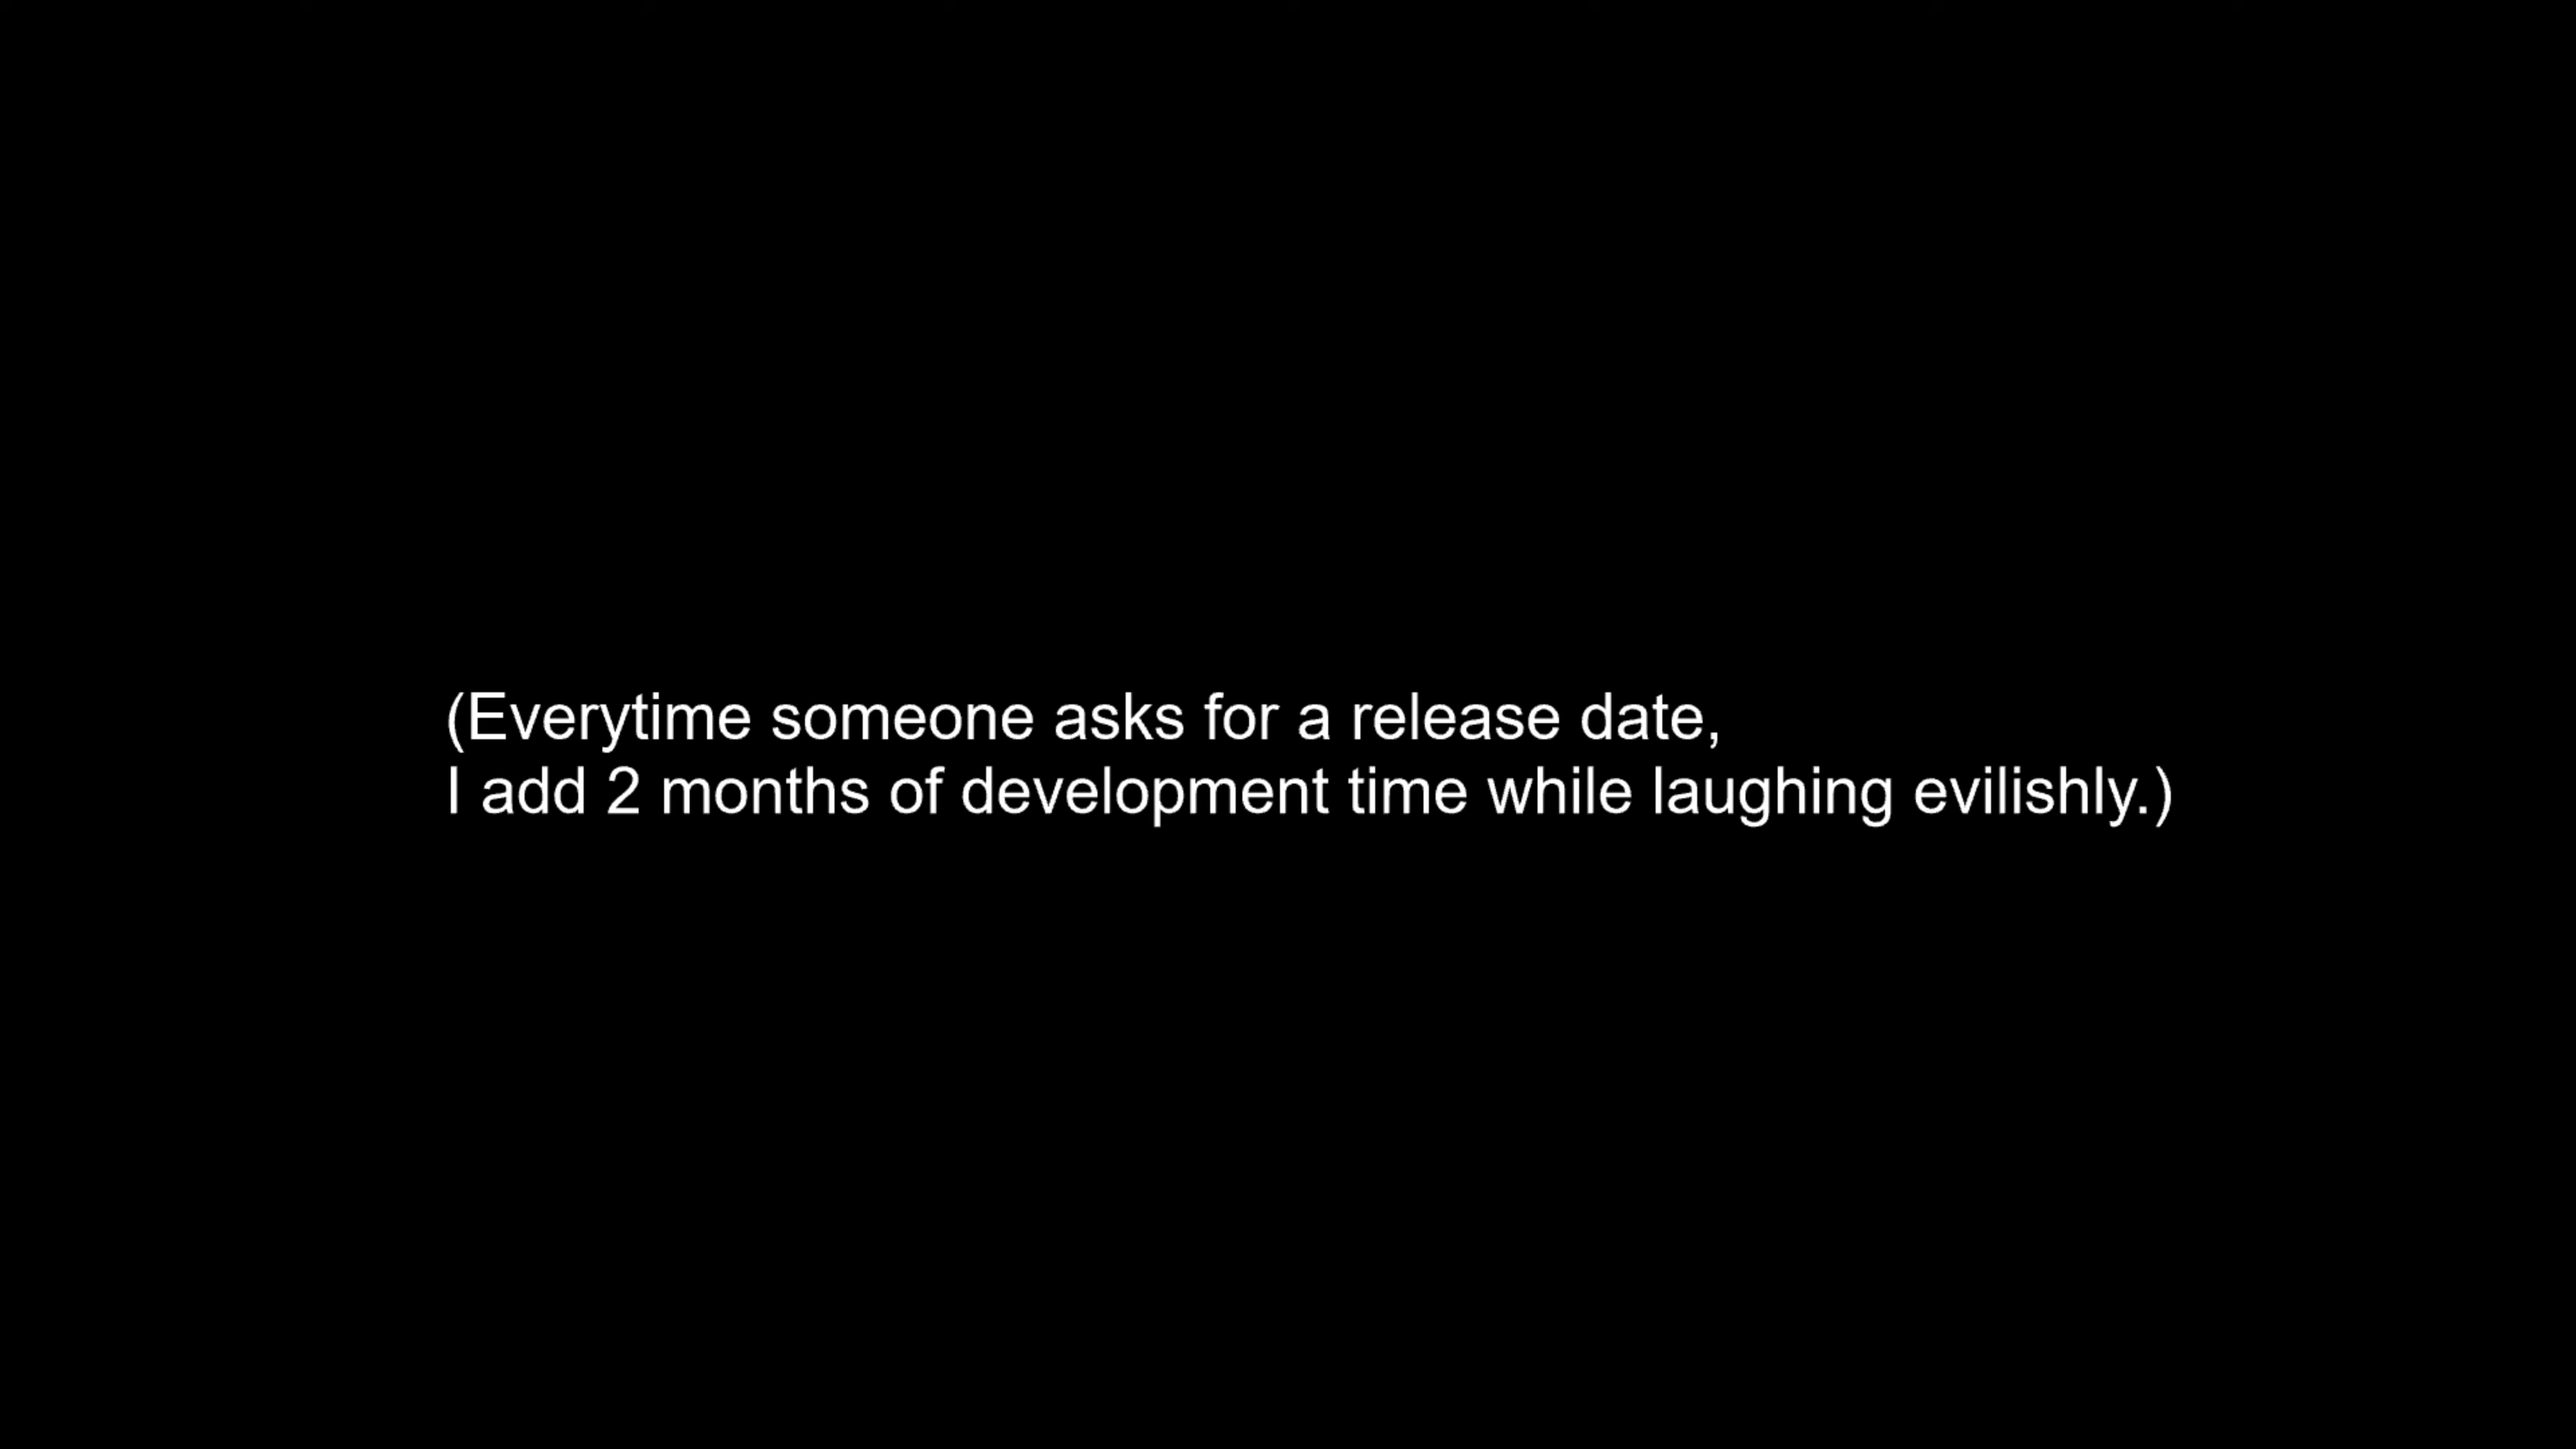 (Everytime someone asks for a release date,
I add 2 months of development time while laughing evilishly.)